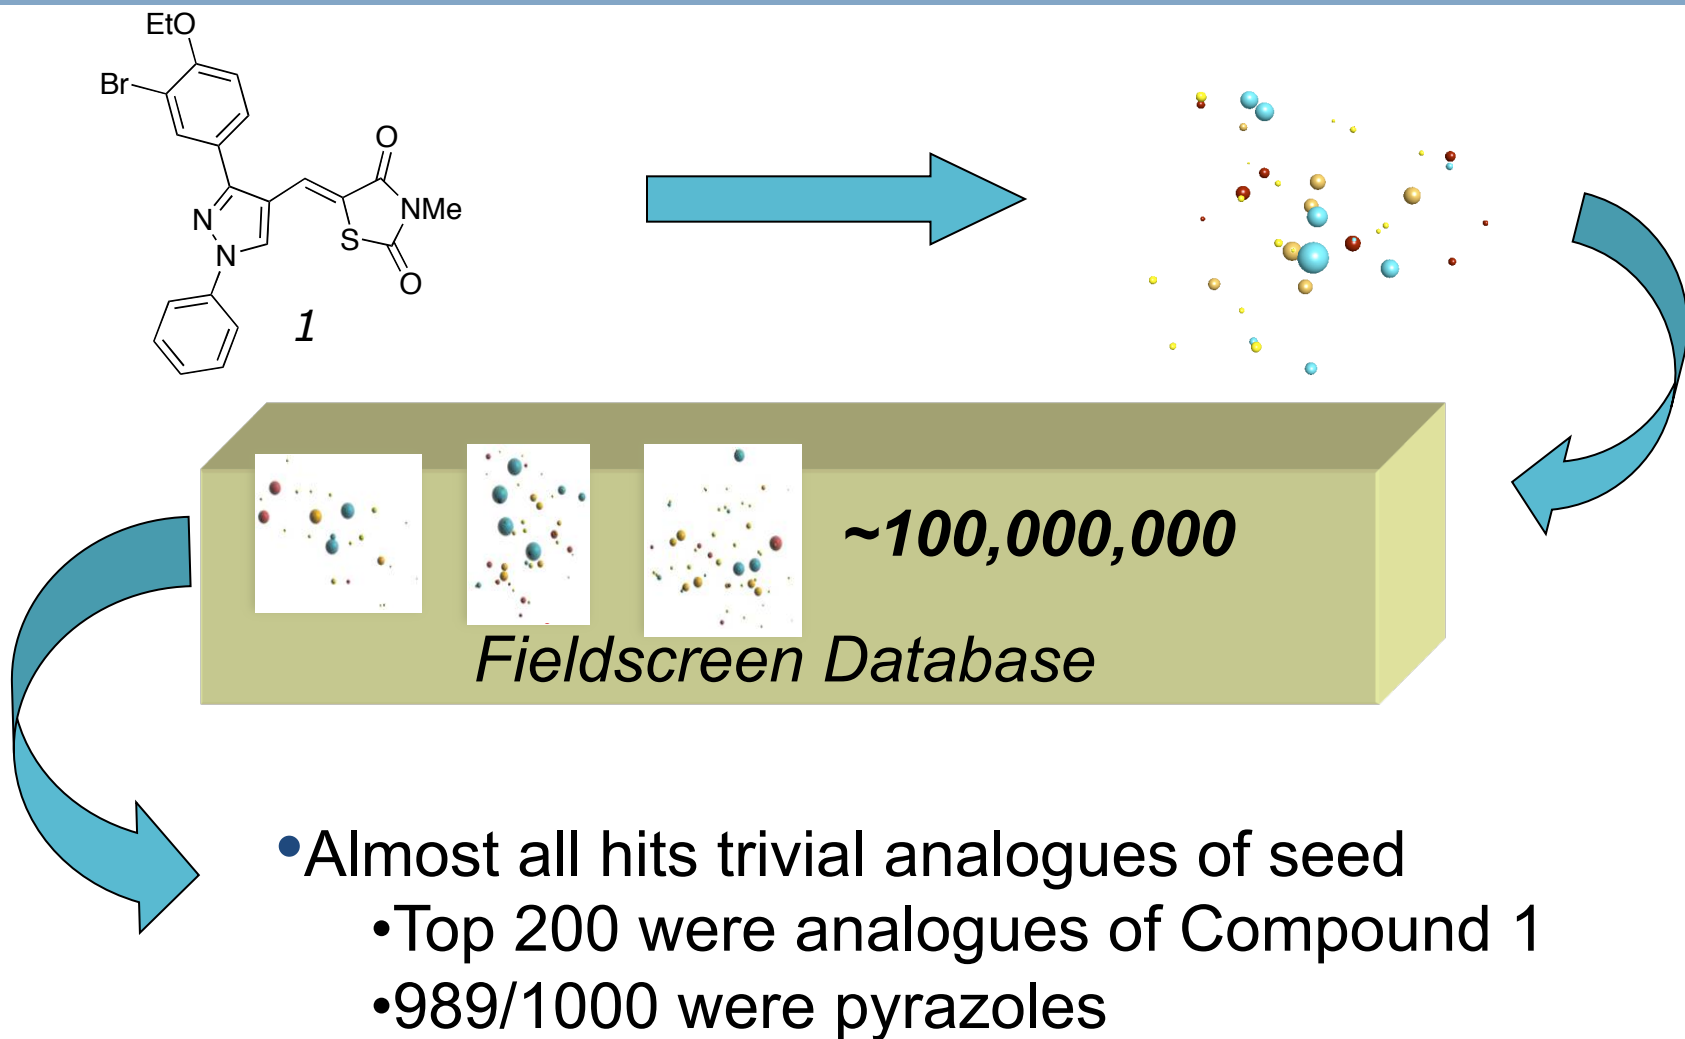 EtO
Br
O
N
NMe
S
N
O
1
~100,000,000
Fieldscreen Database
•Almost all hits trivial analogues of seed
•Top 200 were analogues of Compound 1
•989/1000 were pyrazoles